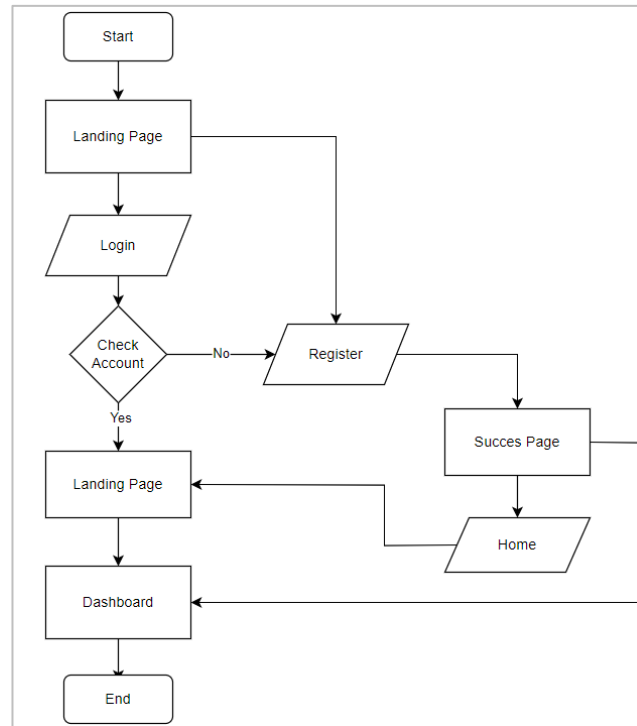 Start
Landing Page
Login
Check
Account
No
Register
Yes
Succes Page
Landing Page
Home
Dashboard
End